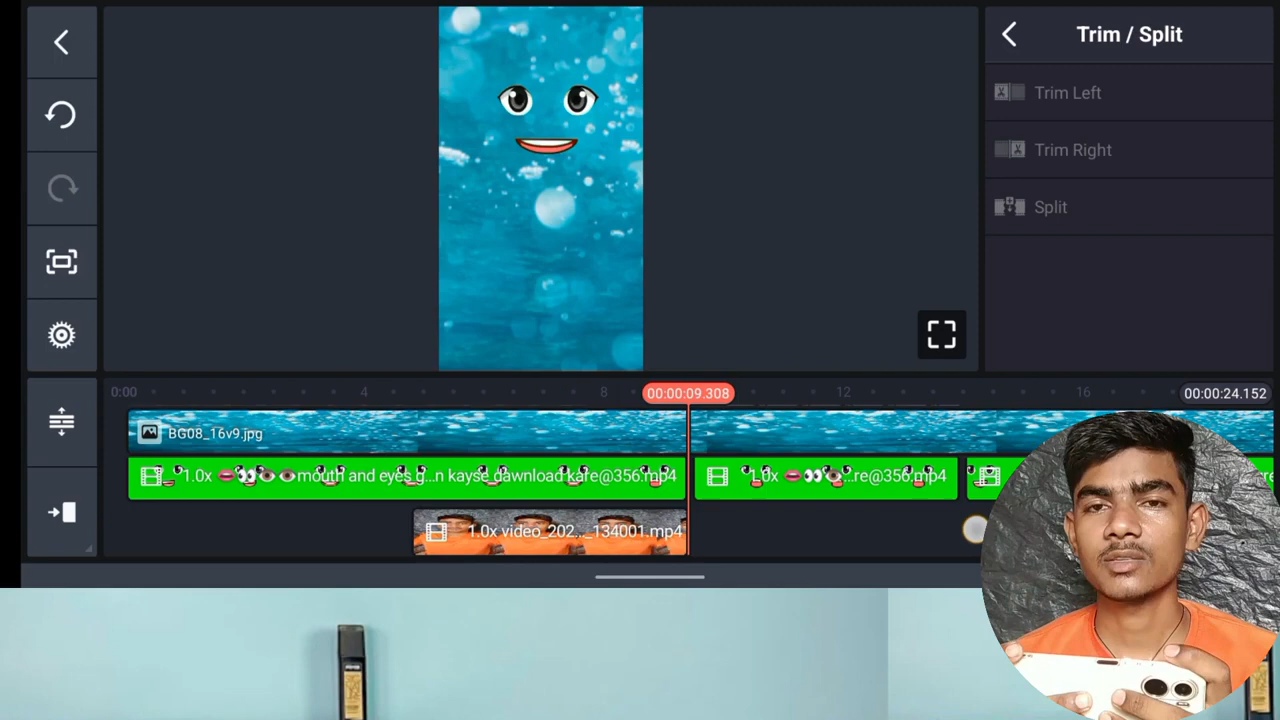 Trim / Split
Trim Left
Trim Right
Split
0:00
4
8
00:00:09.308
12
16
00:00:24.152
BG08_16v9.jpg
1.0x 👄👀👁👁mouth and eyes g...n kayse dawnload kare@356.mp4
1.0x 👄👀👁...re@356.mp4
1.0x video_202..._134001.mp4